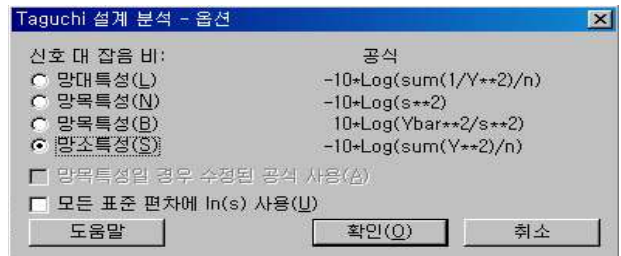 Taguchi 설계 분석 - 옵션
신호 대 잡음 비: 공식
망대특성(L) -10*Log(sum(1/Y**2)/n)
망목특성(N) -10*Log(s**2)
망목특성(B) 10*Log(Ybar**2/s**2)
망소특성(S) -10*Log(sum(Y**2)/n)
망목특성일 경우 수정된 공식 사용(A)
모든 표준 편차에 ln(s) 사용(U)
도움말 확인(O) 취소